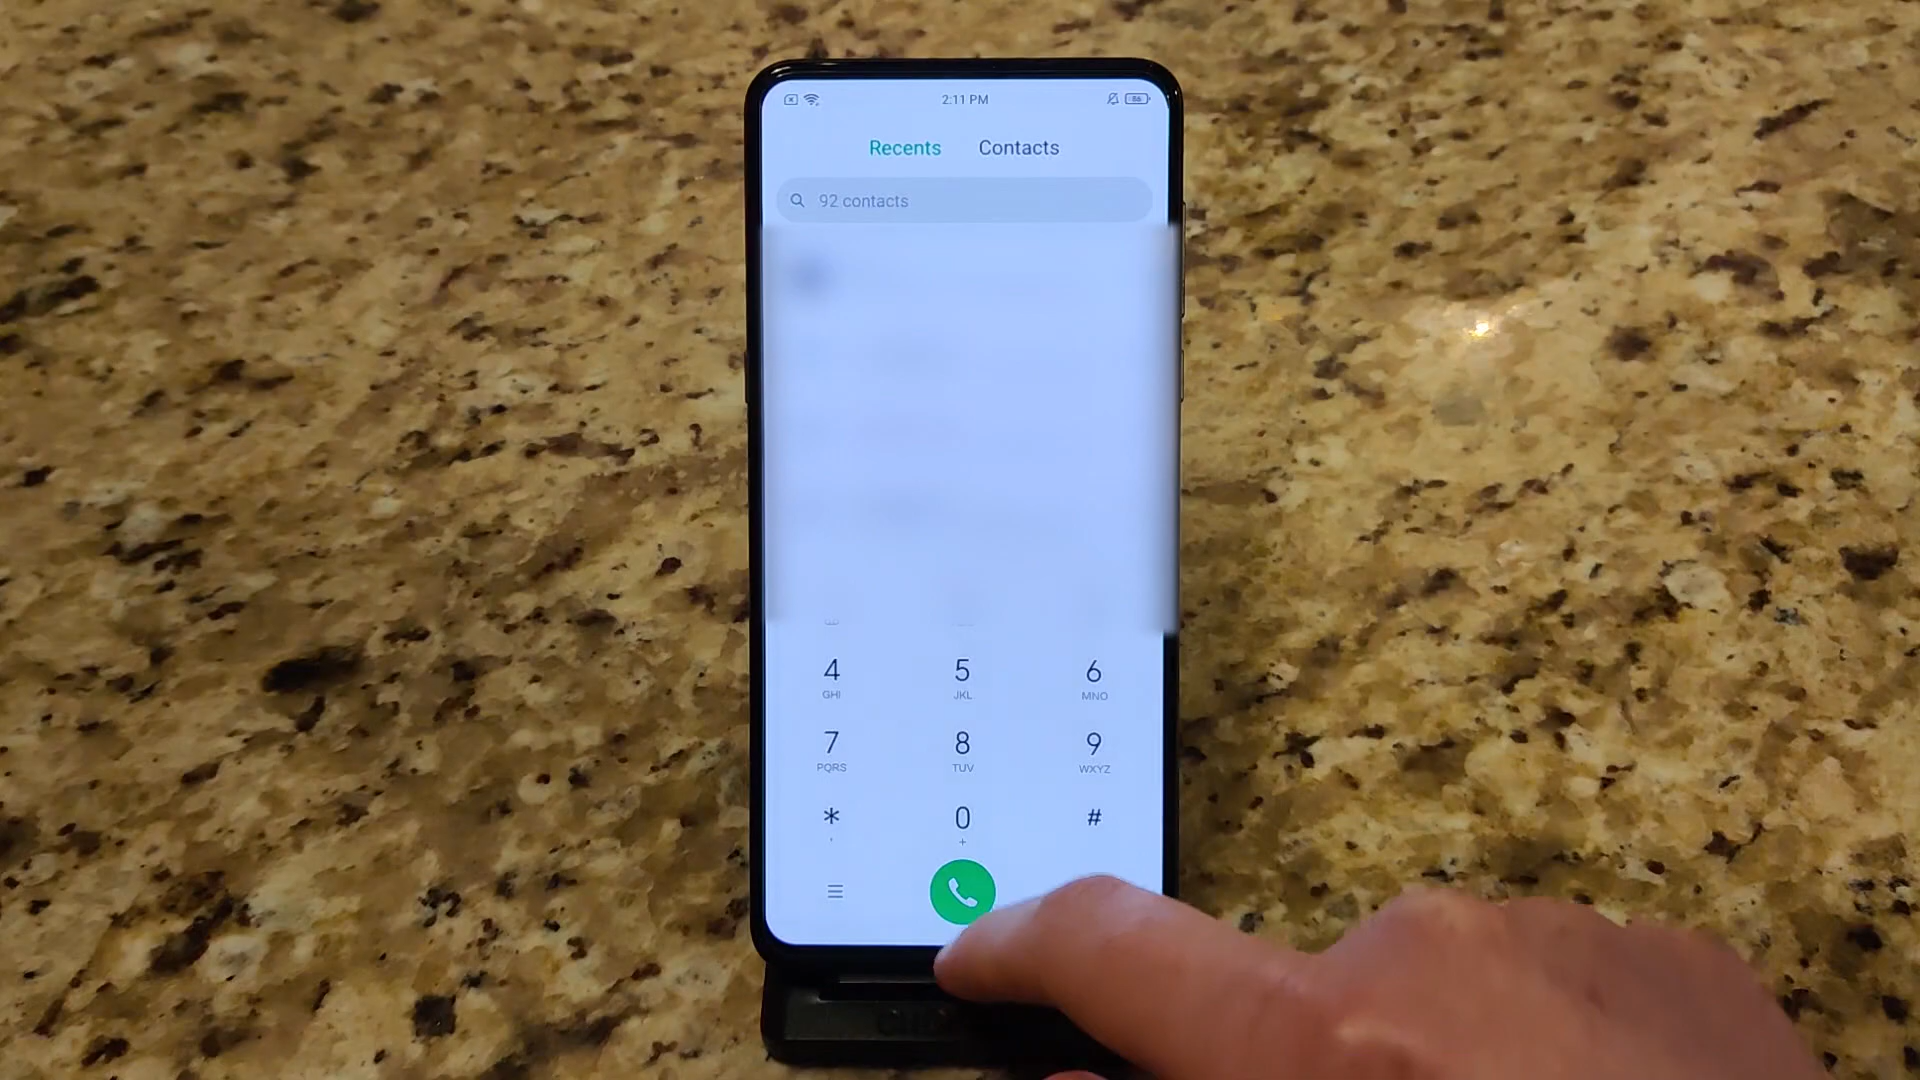 2:11 PM 86
Recents Contacts
92 contacts
4 5 6
GHI JKL MNO
7 8 9
PQRS TUV WXYZ
* 0 #
, +